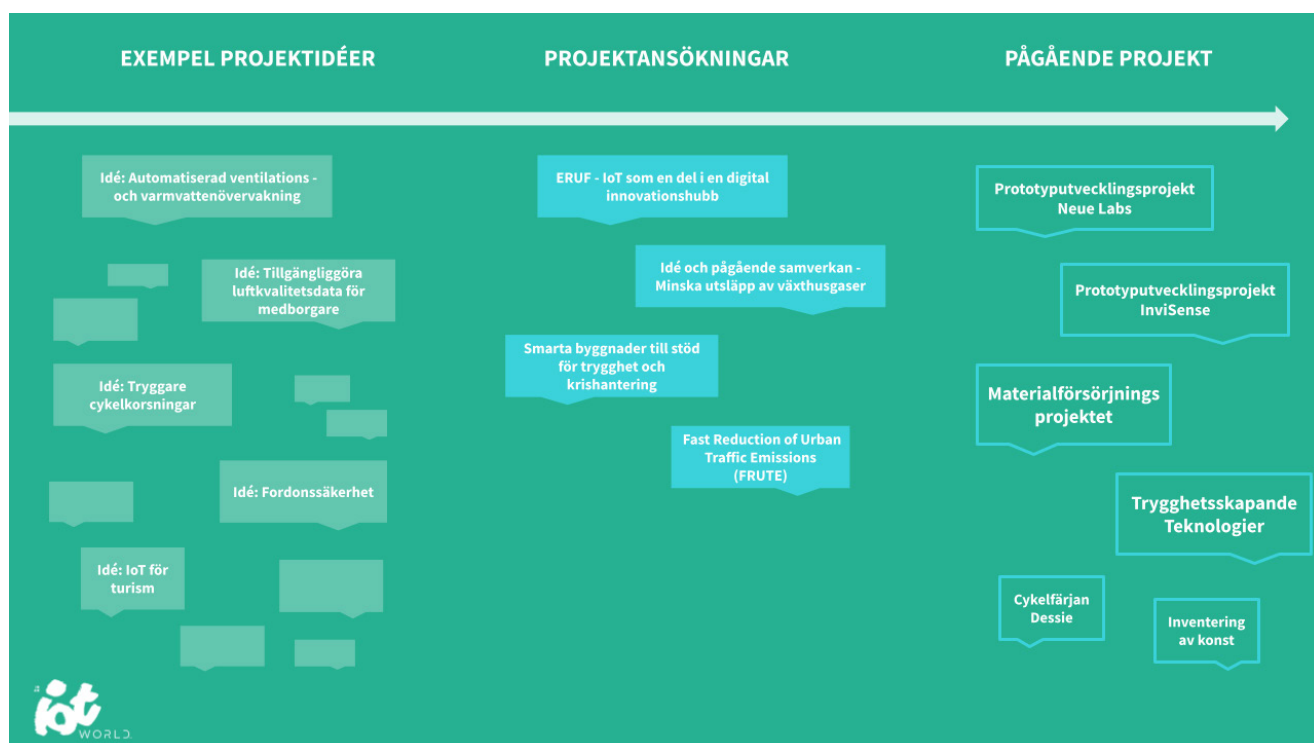 EXEMPEL PROJEKTIDÉER
PROJEKTANSÖKNINGAR
PÅGÅENDE PROJEKT
Idé: Automatiserad ventilations -
och varmvattenövervakning
Idé: Tillgängliggöra
luftkvalitetsdata för
medborgare
Idé: Tryggare
cykelkorsningar
Idé: Fordonssäkerhet
Idé: IoT för
turism
ERUF - IoT som en del i en digital
innovationshubb
Idé och pågående samverkan -
Minska utsläpp av växthusgaser
Smarta byggnader till stöd
för trygghet och
krishantering
Fast Reduction of Urban
Traffic Emissions
(FRUTE)
Prototyputvecklingsprojekt
Neue Labs
Prototyputvecklingsprojekt
InviSense
Materialförsörjnings
projektet
Trygghetsskapande
Teknologier
Cykelfärjan
Dessie
Inventering
av konst
a
iot
WORLD.